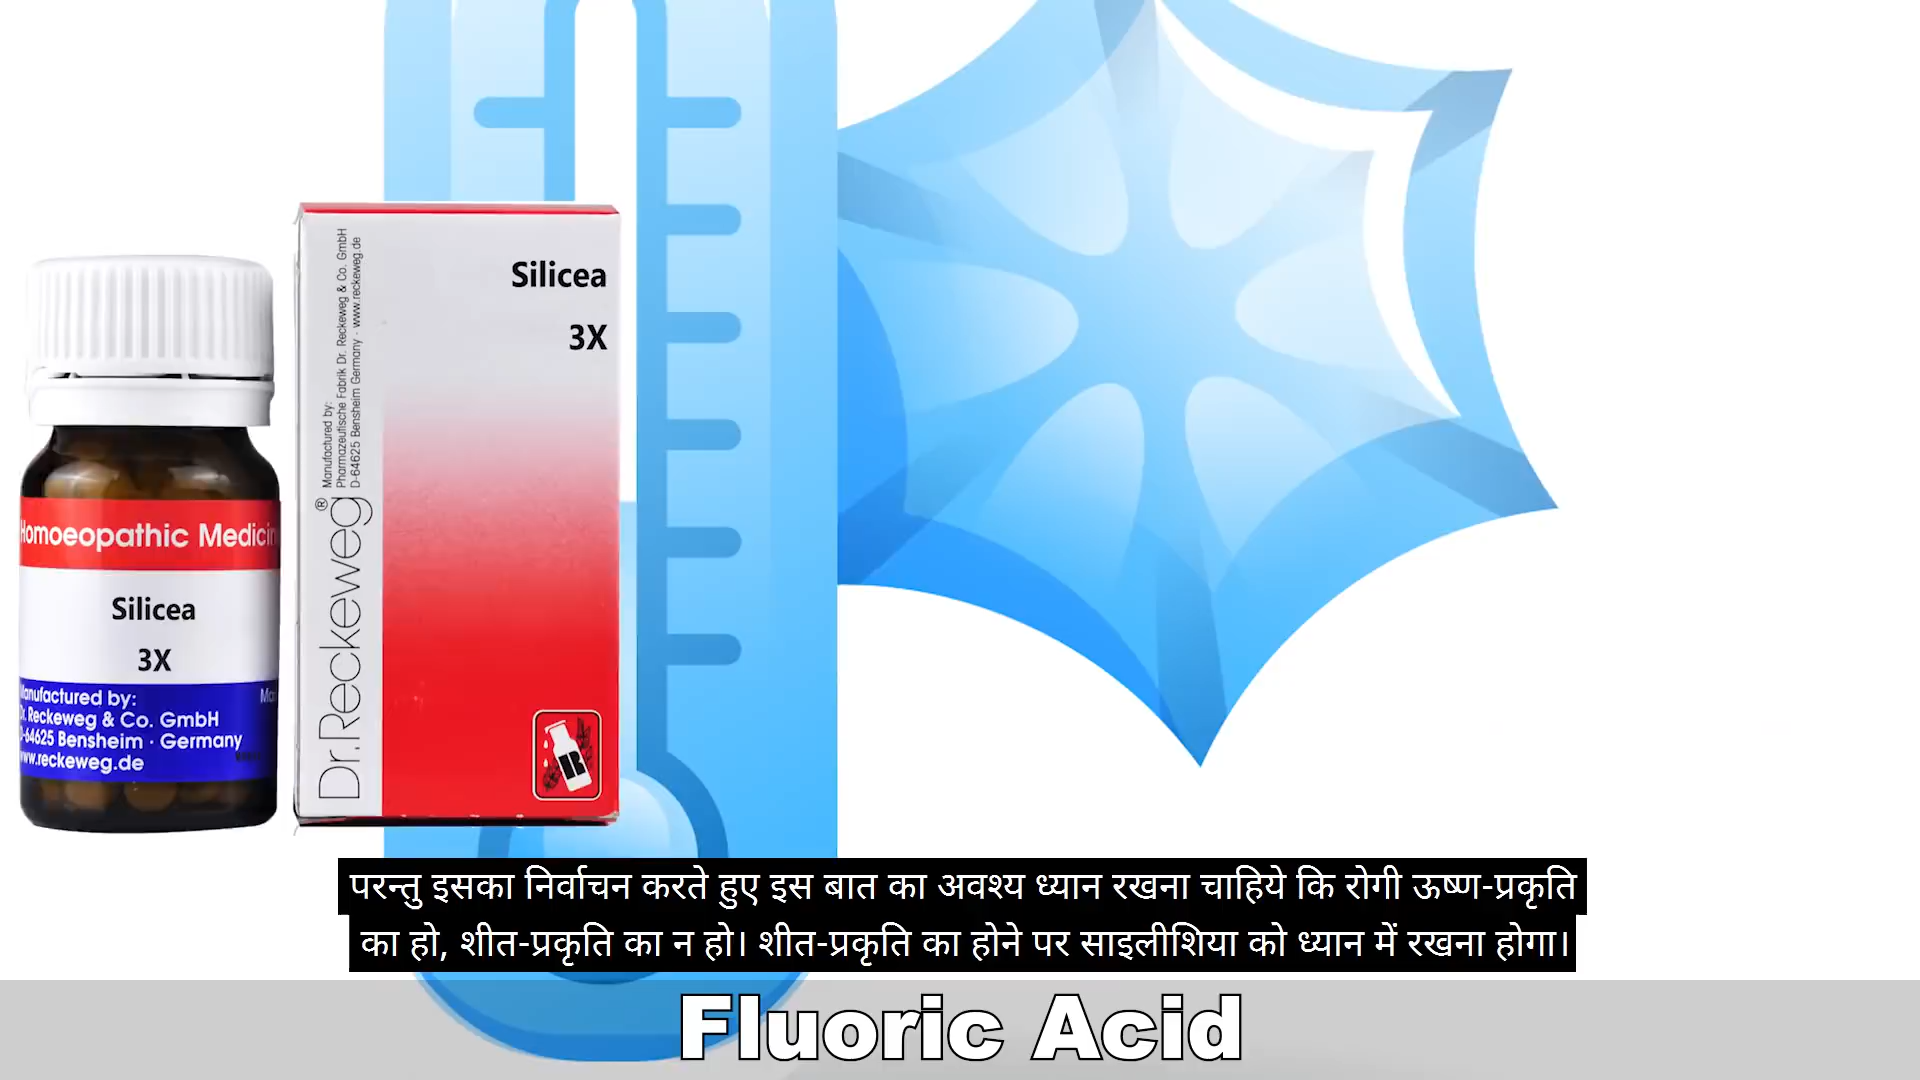 Silicea
3X
Manufactured by:
Pharmazeutische Fabrik Dr. Reckeweg & Co. GmbH
D-64625 Bensheim Germany · www.reckeweg.de
Dr.Reckeweg®
R
Homoeopathic Medicin
Silicea
3X
Manufactured by:
Dr. Reckeweg & Co. GmbH
D-64625 Bensheim · Germany
www.reckeweg.de
परन्तु इसका निर्वाचन करते हुए इस बात का अवश्य ध्यान रखना चाहिये कि रोगी ऊष्ण-प्रकृति
का हो, शीत-प्रकृति का न हो। शीत-प्रकृति का होने पर साइलीशिया को ध्यान में रखना होगा।
Fluoric Acid